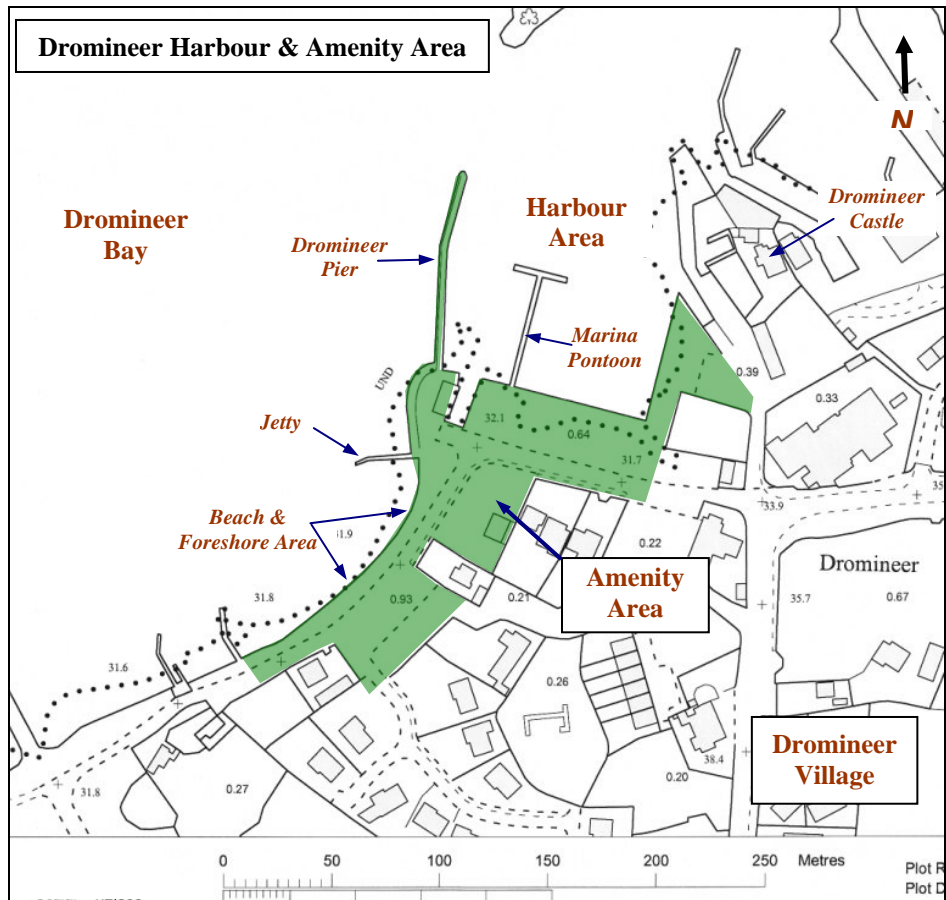 Dromineer Harbour & Amenity Area
N
Dromineer
Bay
Harbour
Area
Dromineer
Castle
Dromineer
Pier
Marina
Pontoon
UND
0.39
0.33
32.1
0.64
31.7
Jetty
Beach &
Foreshore Area
33.9
0.22
Amenity
Area
Dromineer
35.7
0.67
31.8
0.93
0.21
31.6
0.26
Dromineer
Village
38.4
0.20
0.27
31.8
0 50 100 150 200 250 Metres
Plot R
Plot D